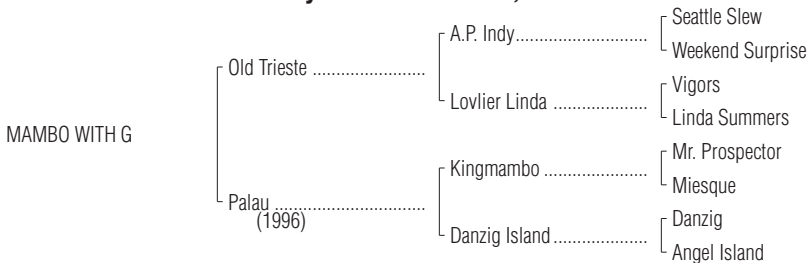 Seattle Slew
A.P. Indy..............................
Weekend Surprise
Old Trieste .........................
Vigors
Lovlier Linda .....................
Linda Summers
MAMBO WITH G
Mr. Prospector
Kingmambo .......................
Miesque
Palau .................................
(1996)
Danzig
Danzig Island.....................
Angel Island